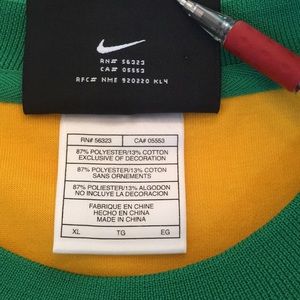 RN# 56323
CA# 05553
RFC# NME 920220 KL4
RN# 56323 CA# 05553
87% POLYESTER/13% COTTON
EXCLUSIVE OF DECORATION
87% POLYESTER/13% COTON
SANS ORNEMENTS
87% POLIESTER/13% ALGODON
NO INCLUYE LOS ADORNOS
FABRIQUE EN CHINE
HECHO EN CHINA
MADE IN CHINA
XL TG EG